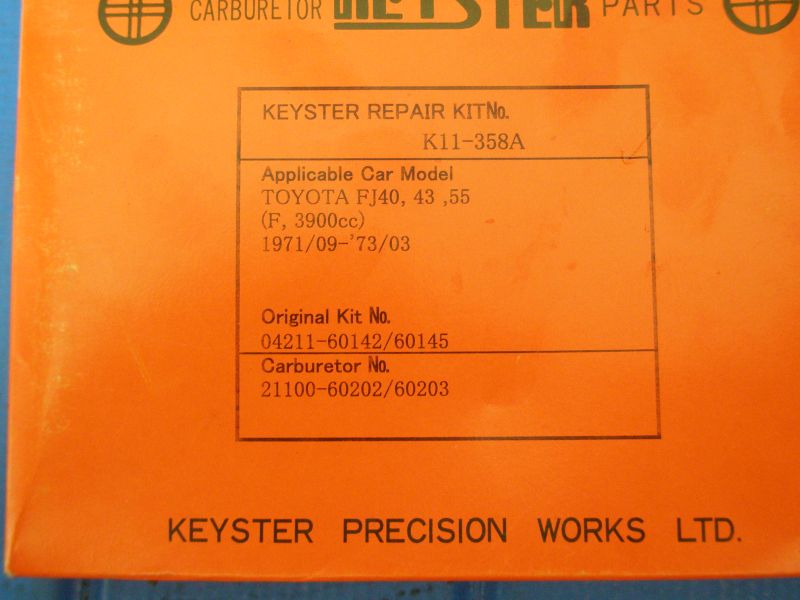 CARBURETOR KEYSTER PARTS
KEYSTER REPAIR KIT No.
K11-358A
Applicable Car Model
TOYOTA FJ40, 43 ,55
(F, 3900cc)
1971/09-'73/03
Original Kit No.
04211-60142/60145
Carburetor No.
21100-60202/60203
KEYSTER PRECISION WORKS LTD.